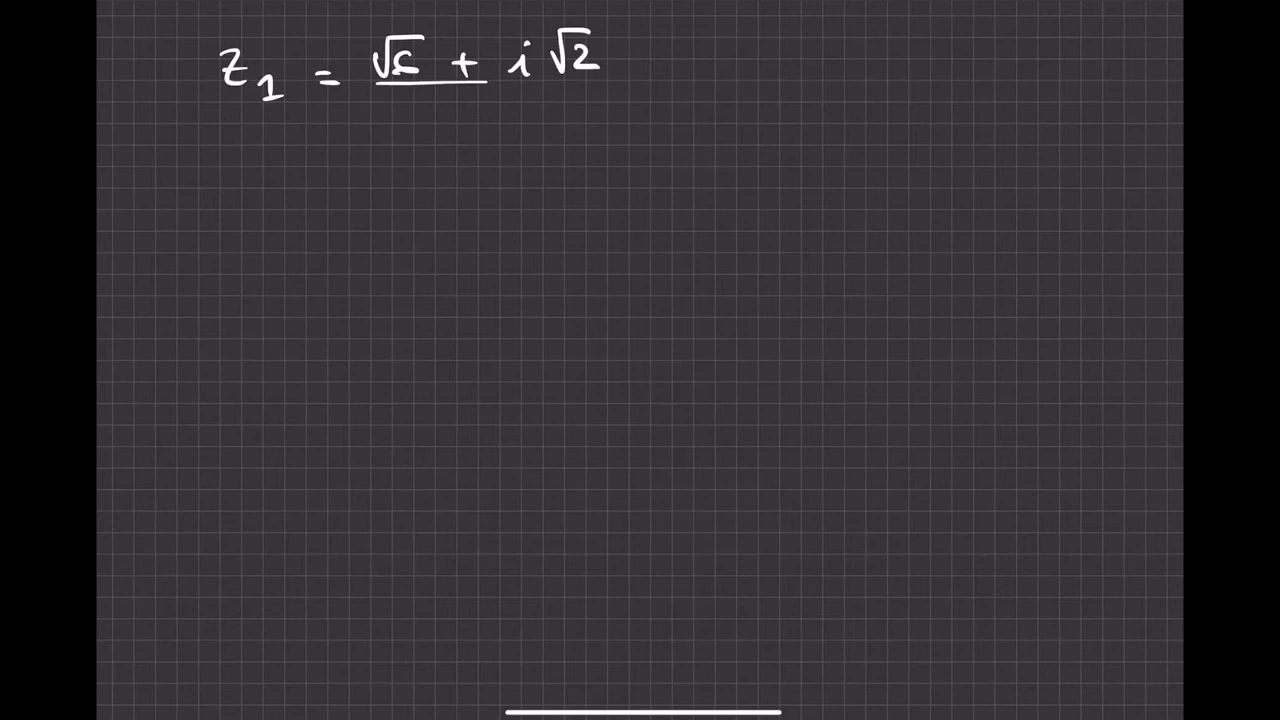 z₁ = √6 + i √2